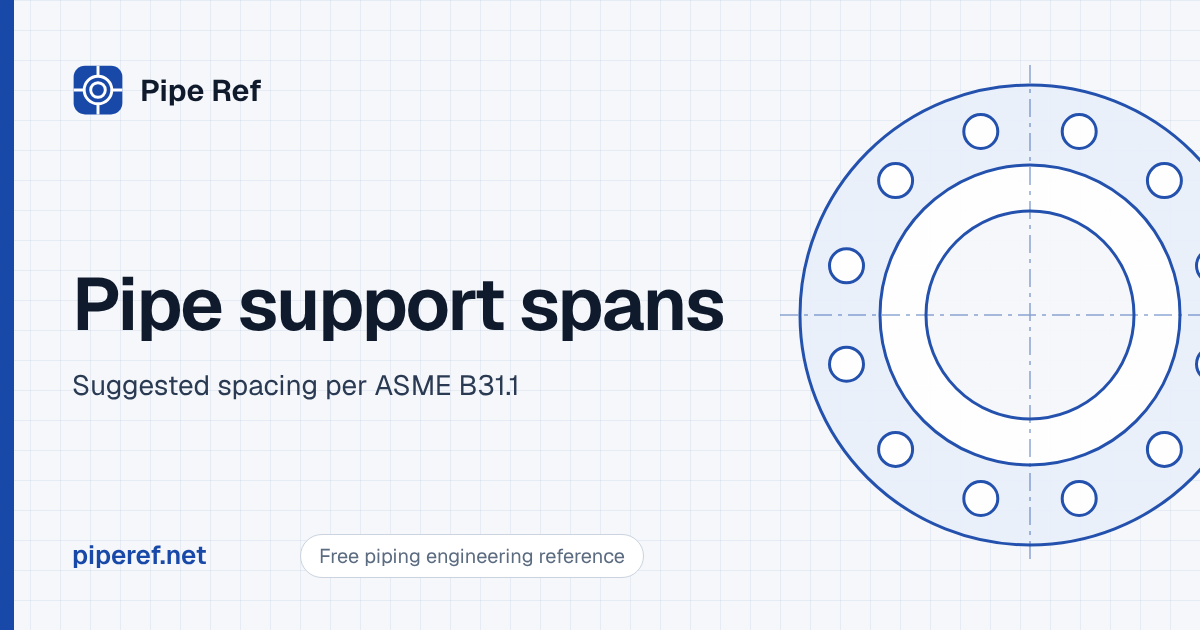 Pipe Ref
Pipe support spans
Suggested spacing per ASME B31.1
piperef.net
Free piping engineering reference